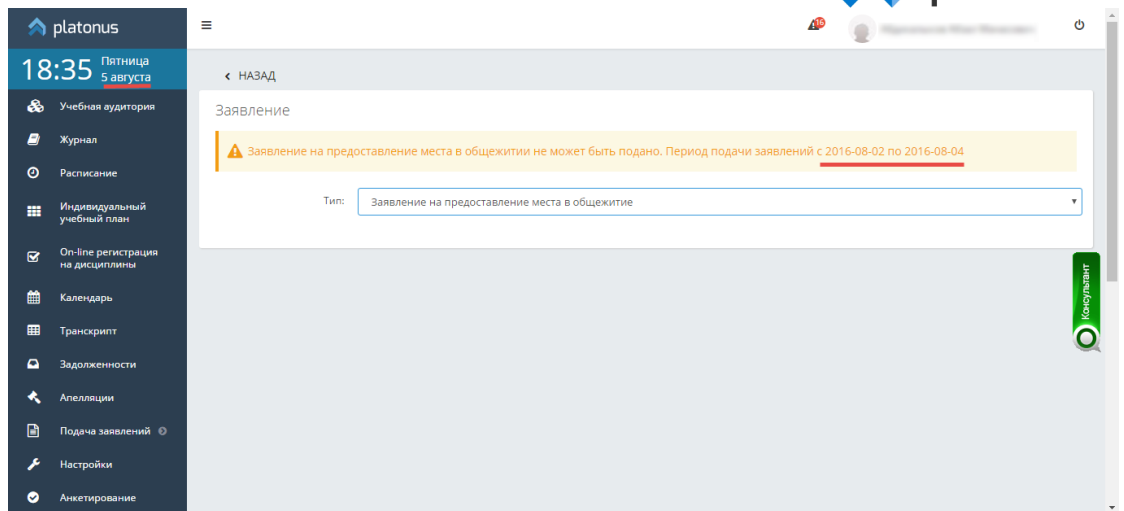 platonus
16
18:35 Пятница
5 августа
НАЗАД
Учебная аудитория
Заявление
Журнал
Заявление на предоставление места в общежитии не может быть подано. Период подачи заявлений с 2016-08-02 по 2016-08-04
Расписание
Тип: Заявление на предоставление места в общежитие
Индивидуальный
учебный план
On-line регистрация
на дисциплины
Консультант
Календарь
Транскрипт
Задолженности
Апелляции
Подача заявлений
Настройки
Анкетирование